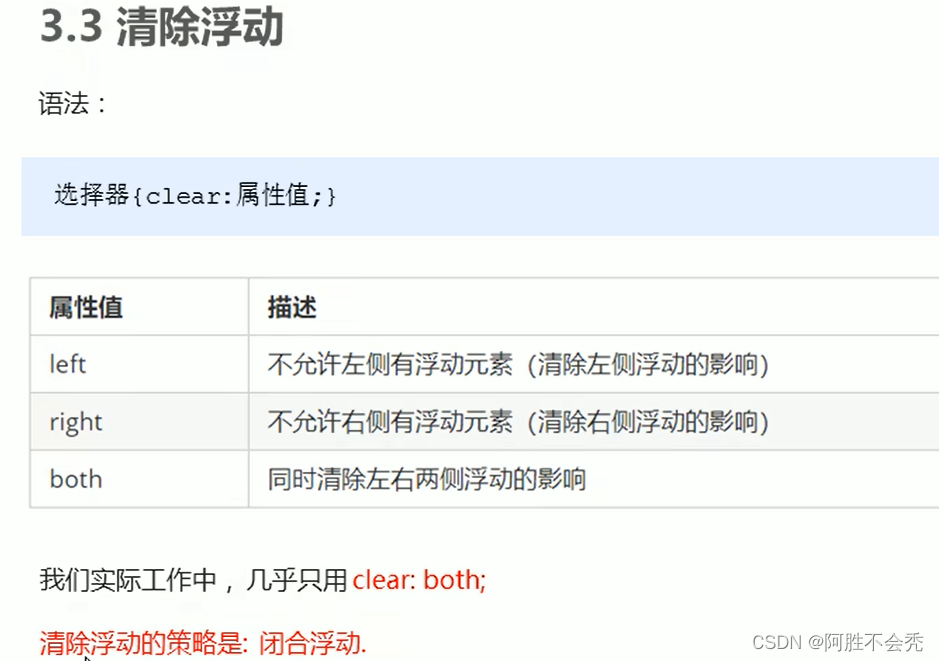 3.3 清除浮动
语法：
选择器{clear:属性值;}
属性值 描述
left 不允许左侧有浮动元素（清除左侧浮动的影响）
right 不允许右侧有浮动元素（清除右侧浮动的影响）
both 同时清除左右两侧浮动的影响
我们实际工作中， 几乎只用 clear: both;
清除浮动的策略是: 闭合浮动.
CSDN @阿胜不会秃